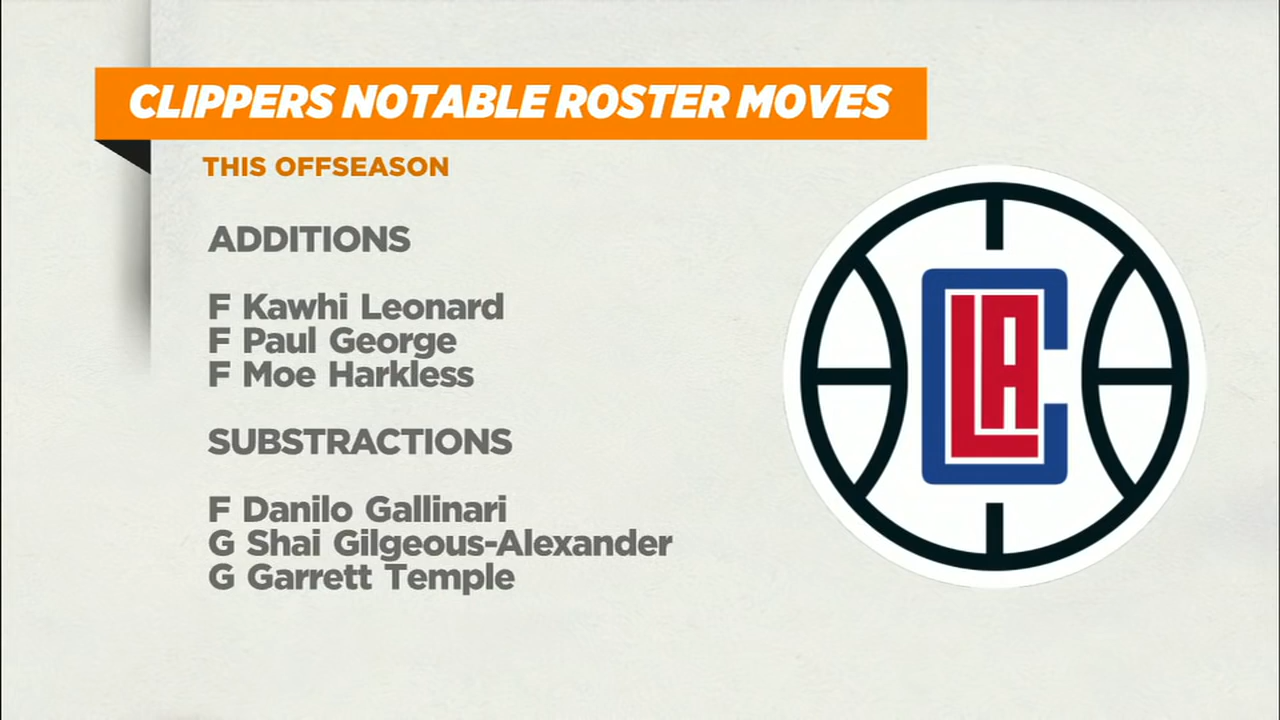 CLIPPERS NOTABLE ROSTER MOVES
THIS OFFSEASON
ADDITIONS
F Kawhi Leonard
F Paul George
F Moe Harkless
SUBSTRACTIONS
F Danilo Gallinari
G Shai Gilgeous-Alexander
G Garrett Temple
LA C